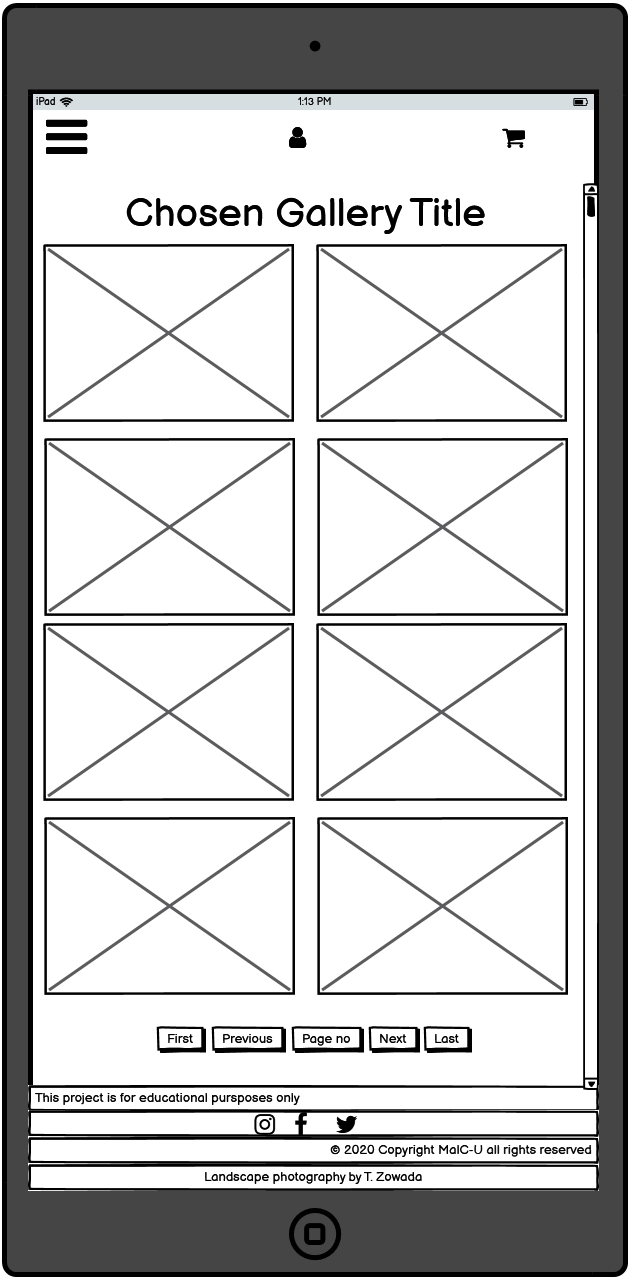 iPad 1:13 PM
Chosen Gallery Title
First Previous Page no Next Last
This project is for educational pursposes only
© 2020 Copyright MalC-U all rights reserved
Landscape photography by T. Zowada